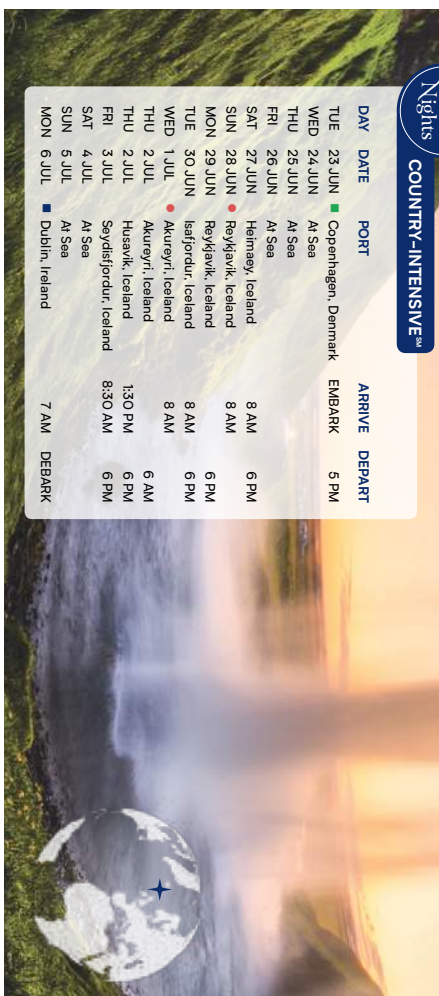 Nights
COUNTRY-INTENSIVE℠
DAY DATE PORT ARRIVE DEPART
TUE 23 JUN Copenhagen, Denmark EMBARK 5 PM
WED 24 JUN At Sea
THU 25 JUN At Sea
FRI 26 JUN At Sea
SAT 27 JUN Heimaey, Iceland 8 AM 6 PM
SUN 28 JUN Reykjavik, Iceland 8 AM
MON 29 JUN Reykjavik, Iceland 6 PM
TUE 30 JUN Isafjordur, Iceland 8 AM 6 PM
WED 1 JUL Akureyri, Iceland 8 AM
THU 2 JUL Akureyri, Iceland 6 AM
THU 2 JUL Husavik, Iceland 1:30 PM 6 PM
FRI 3 JUL Seydisfjordur, Iceland 8:30 AM 6 PM
SAT 4 JUL At Sea
SUN 5 JUL At Sea
MON 6 JUL Dublin, Ireland 7 AM DEBARK